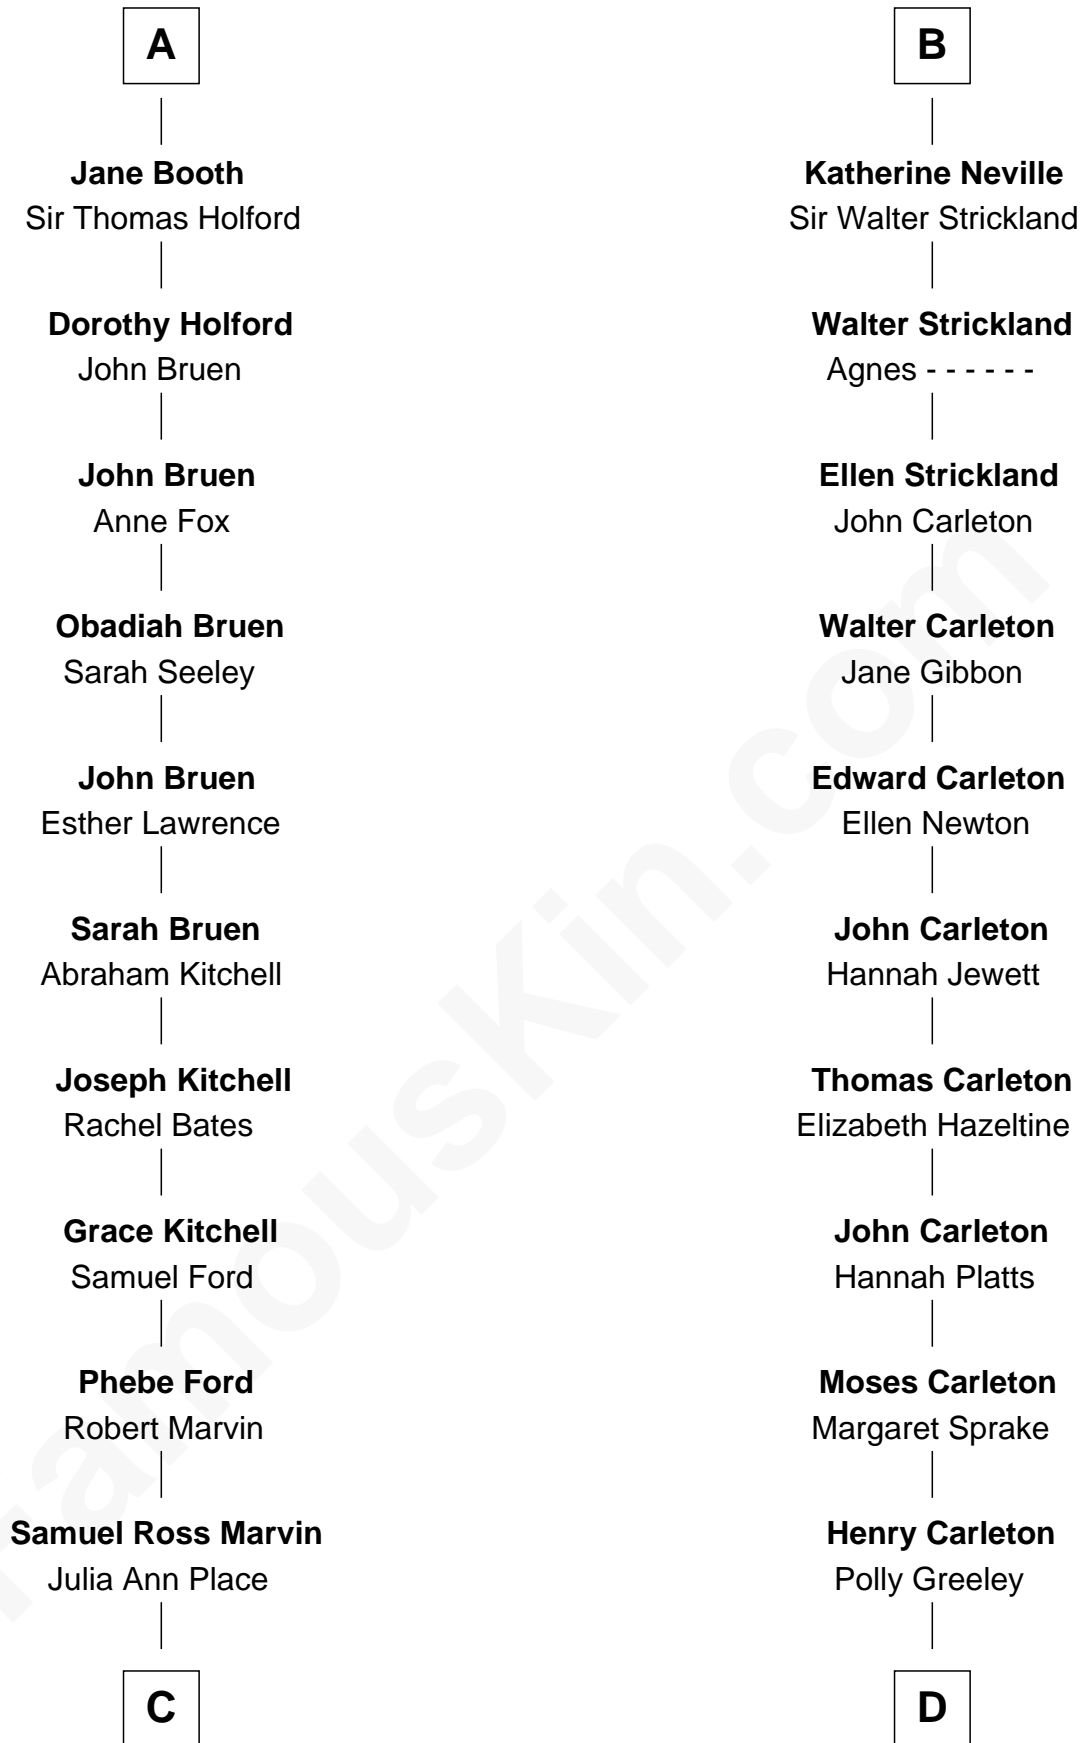 A
Jane Booth
Sir Thomas Holford
Dorothy Holford
John Bruen
John Bruen
Anne Fox
Obadiah Bruen
Sarah Seeley
John Bruen
Esther Lawrence
Sarah Bruen
Abraham Kitchell
Joseph Kitchell
Rachel Bates
Grace Kitchell
Samuel Ford
Phebe Ford
Robert Marvin
Samuel Ross Marvin
Julia Ann Place
C
B
Katherine Neville
Sir Walter Strickland
Walter Strickland
Agnes - - - - - -
Ellen Strickland
John Carleton
Walter Carleton
Jane Gibbon
Edward Carleton
Ellen Newton
John Carleton
Hannah Jewett
Thomas Carleton
Elizabeth Hazeltine
John Carleton
Hannah Platts
Moses Carleton
Margaret Sprake
Henry Carleton
Polly Greeley
D
FamousKin.com